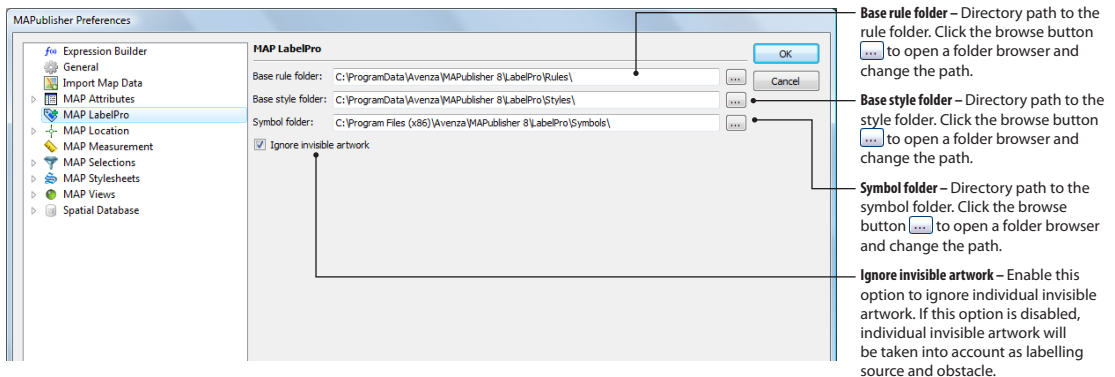 MAPublisher Preferences
Expression Builder
General
Import Map Data
MAP Attributes
MAP LabelPro
MAP Location
MAP Measurement
MAP Selections
MAP Stylesheets
MAP Views
Spatial Database
MAP LabelPro
Base rule folder: C:\ProgramData\Avenza\MAPublisher 8\LabelPro\Rules\ ...
Base style folder: C:\ProgramData\Avenza\MAPublisher 8\LabelPro\Styles\ ...
Symbol folder: C:\Program Files (x86)\Avenza\MAPublisher 8\LabelPro\Symbols\ ...
Ignore invisible artwork
OK
Cancel
Base rule folder – Directory path to the
rule folder. Click the browse button
... to open a folder browser and
change the path.
Base style folder – Directory path to the
style folder. Click the browse button
... to open a folder browser and
change the path.
Symbol folder – Directory path to the
symbol folder. Click the browse
button ... to open a folder browser
and change the path.
Ignore invisible artwork – Enable this
option to ignore individual invisible
artwork. If this option is disabled,
individual invisible artwork will
be taken into account as labelling
source and obstacle.